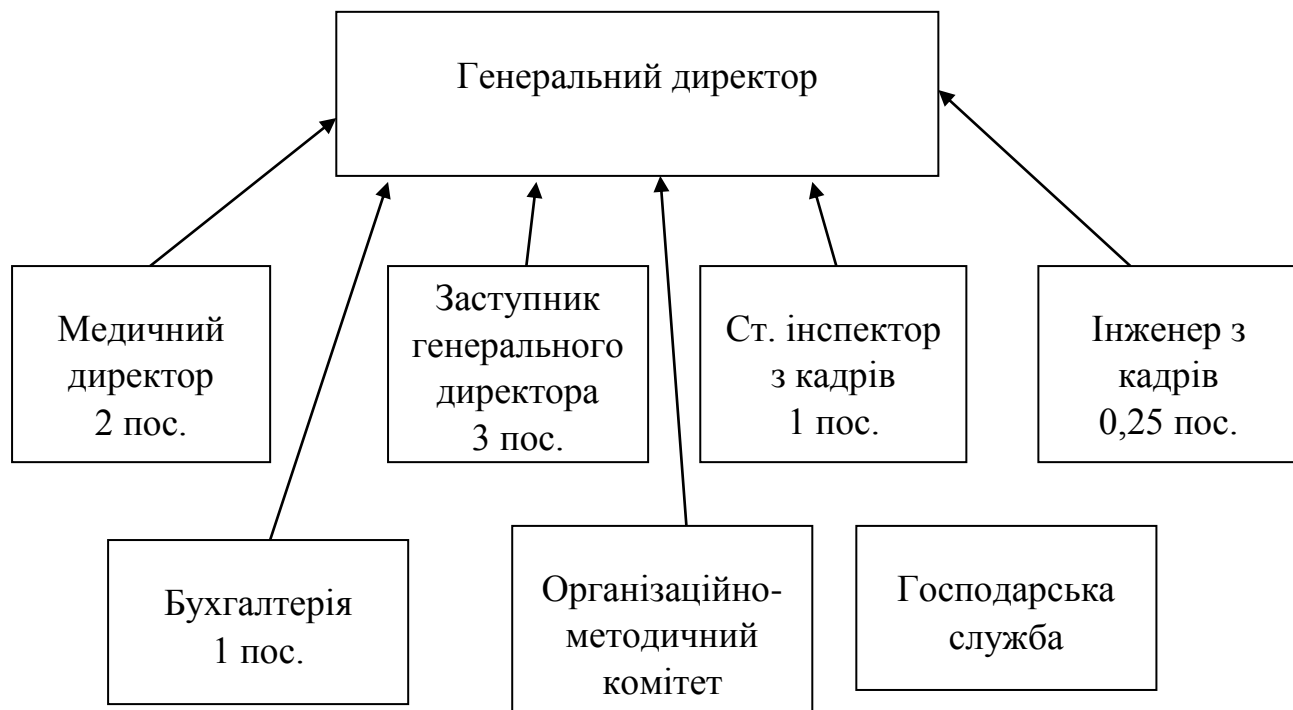 Генеральний директор
Медичний
директор
2 пос.
Заступник
генерального
директора
3 пос.
Ст. інспектор
з кадрів
1 пос.
Інженер з
кадрів
0,25 пос.
Бухгалтерія
1 пос.
Організаційно-
методичний
комітет
Господарська
служба